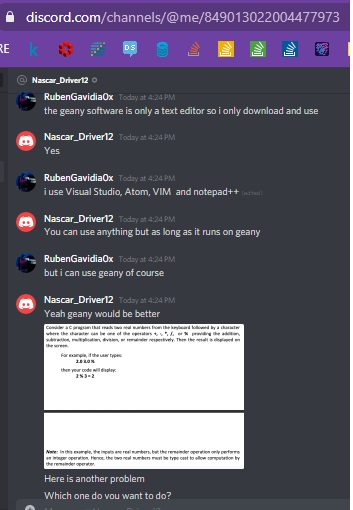 discord.com/channels/@me/849013022004477973
RE
DS
@ Nascar_Driver12
RubenGavidia0x Today at 4:24 PM
the geany software is only a text editor so i only download and use
Nascar_Driver12 Today at 4:24 PM
Yes
RubenGavidia0x Today at 4:24 PM
i use Visual Studio, Atom, VIM and notepad++ (edited)
Nascar_Driver12 Today at 4:24 PM
You can use anything but as long as it runs on geany
RubenGavidia0x Today at 4:24 PM
but i can use geany of course
Nascar_Driver12 Today at 4:24 PM
Yeah geany would be better
Consider a C program that reads two real numbers from the keyboard followed by a character
where the character can be one of the operators +, -, *, /, or % providing the addition,
subtraction, multiplication, division, or remainder respectively. Then the result is displayed on
the screen.
For example, if the user types:
2.0 3.0 %
then your code will display:
2 % 3 = 2
Note: In this example, the inputs are real numbers, but the remainder operation only performs
an integer operation. Hence, the two real numbers must be type cast to allow computation by
the remainder operator.
Here is another problem
Which one do you want to do?